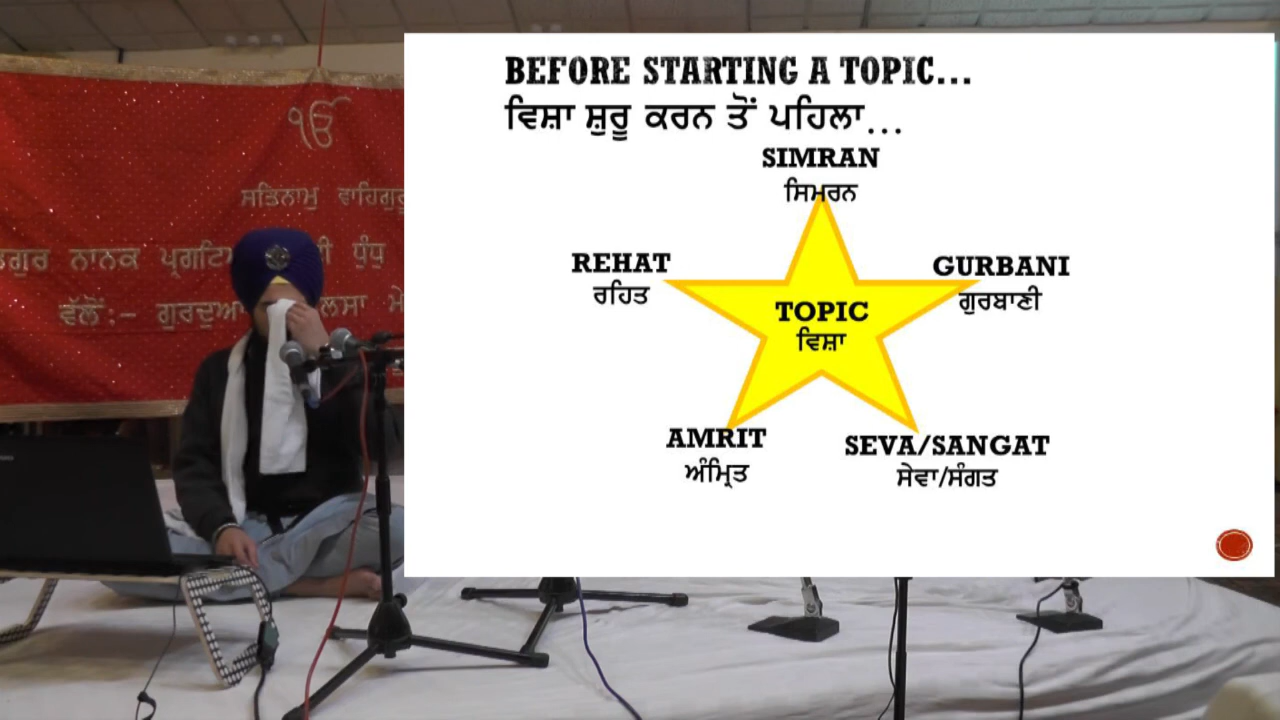 ੴ
ਸਤਿਨਾਮੁ ਵਾਹਿਗੁਰੂ
ਨਾਨਕ ਪ੍ਰਗਟਿ ਧੁੰਧੁ
ਵੱਲੋਂ:- ਗੁਰਦੁਆ
BEFORE STARTING A TOPIC...
ਵਿਸ਼ਾ ਸ਼ੁਰੂ ਕਰਨ ਤੋਂ ਪਹਿਲਾ...
SIMRAN
ਸਿਮਰਨ
REHAT
ਰਹਿਤ
GURBANI
ਗੁਰਬਾਣੀ
TOPIC
ਵਿਸ਼ਾ
AMRIT
ਅੰਮ੍ਰਿਤ
SEVA/SANGAT
ਸੇਵਾ/ਸੰਗਤ